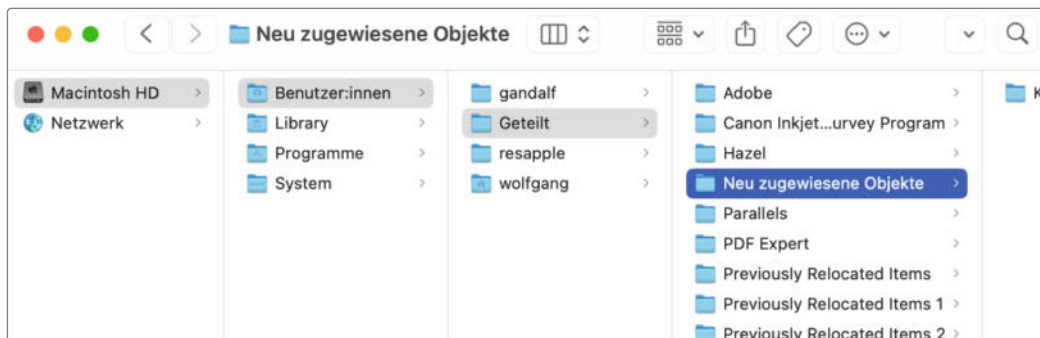 Neu zugewiesene Objekte
Macintosh HD
Netzwerk
Benutzer:innen
Library
Programme
System
gandalf
Geteilt
resapple
wolfgang
Adobe
Canon Inkjet...urvey Program
Hazel
Neu zugewiesene Objekte
Parallels
PDF Expert
Previously Relocated Items
Previously Relocated Items 1
Previously Relocated Items 2